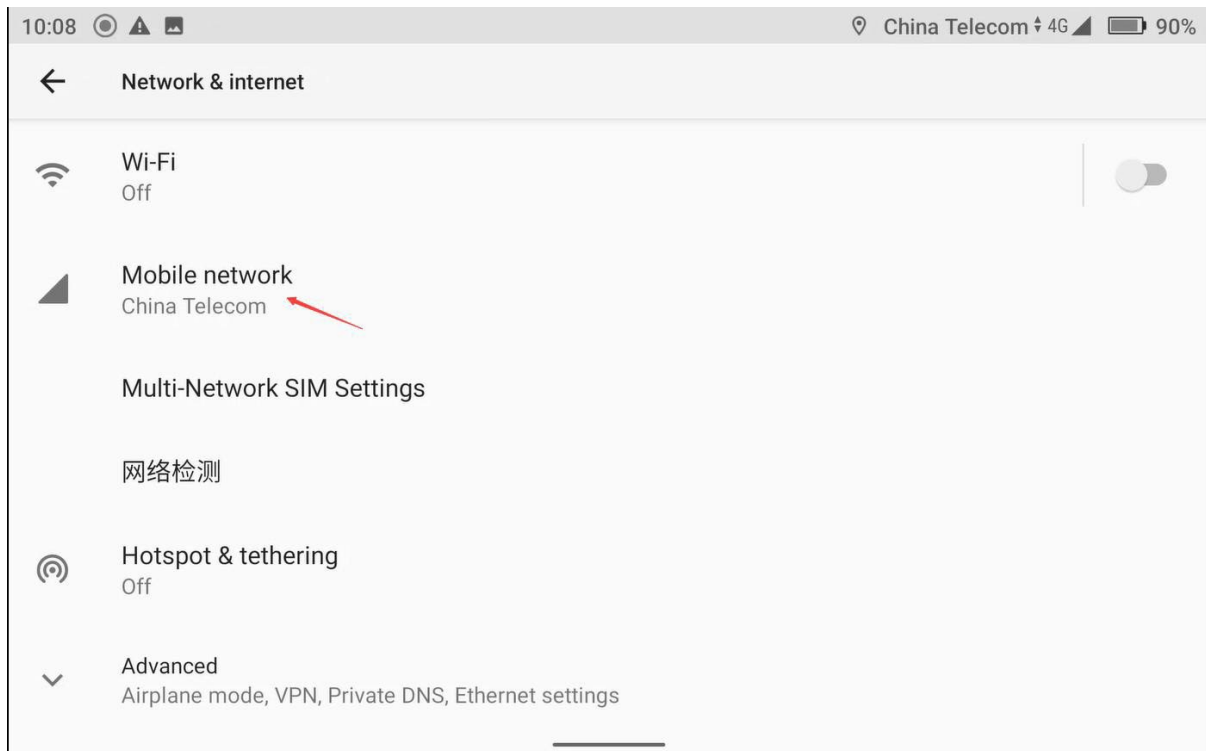 10:08 China Telecom 4G 90%
Network & internet
Wi-Fi
Off
Mobile network
China Telecom
Multi-Network SIM Settings
网络检测
Hotspot & tethering
Off
Advanced
Airplane mode, VPN, Private DNS, Ethernet settings